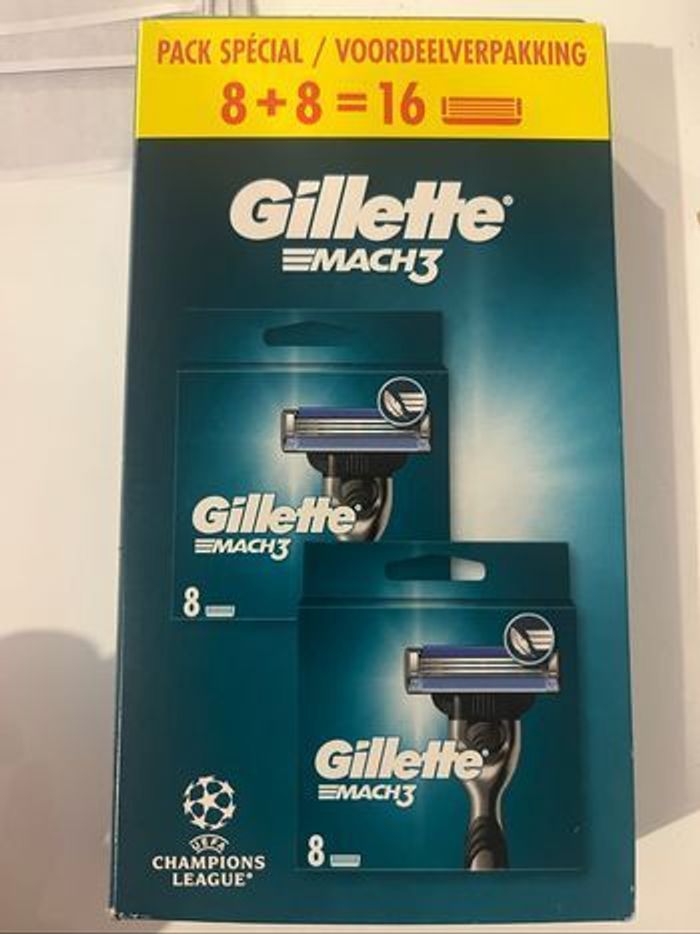 PACK SPÉCIAL / VOORDEELVERPAKKING
8 + 8 = 16
Gillette®
MACH3
Gillette®
MACH3
8
Gillette®
MACH3
8
UEFA
CHAMPIONS
LEAGUE®